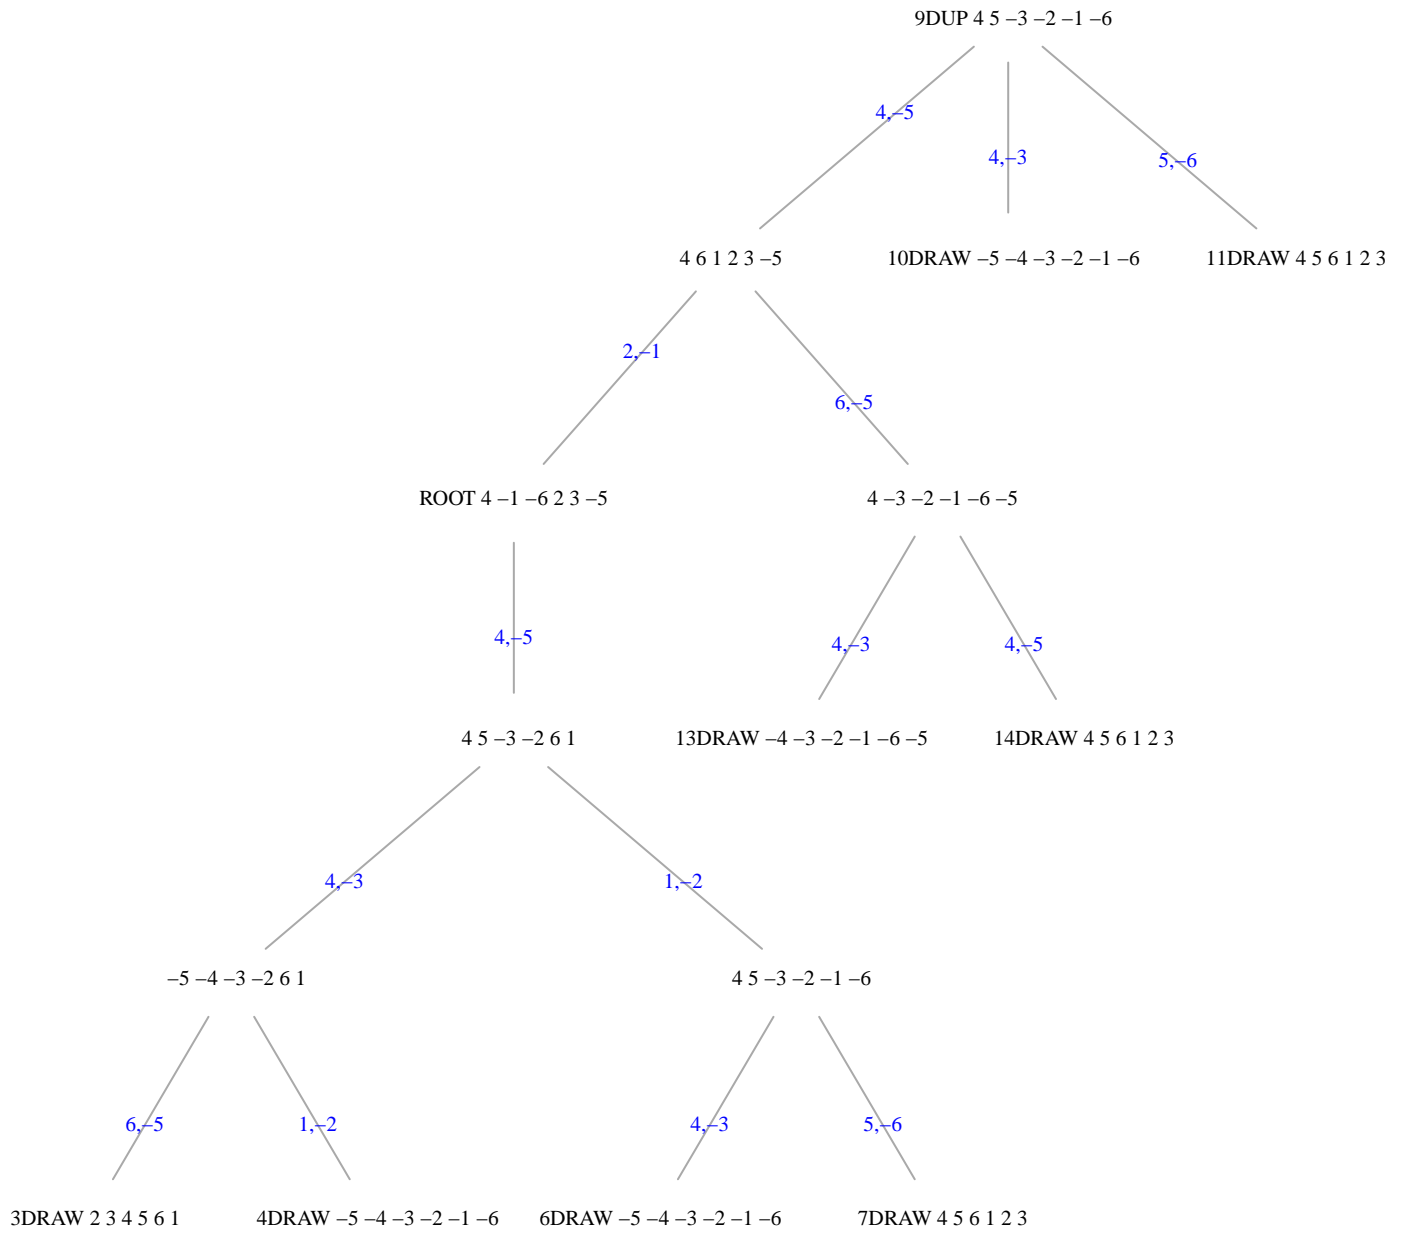 9DUP 4 5 –3 –2 –1 –6
4,–5
4,–3
5,–6
4 6 1 2 3 –5
10DRAW –5 –4 –3 –2 –1 –6
11DRAW 4 5 6 1 2 3
2,–1
6,–5
ROOT 4 –1 –6 2 3 –5
4 –3 –2 –1 –6 –5
4,–5
4,–3
4,–5
4 5 –3 –2 6 1
13DRAW –4 –3 –2 –1 –6 –5
14DRAW 4 5 6 1 2 3
4,–3
1,–2
–5 –4 –3 –2 6 1
4 5 –3 –2 –1 –6
6,–5
1,–2
4,–3
5,–6
3DRAW 2 3 4 5 6 1
4DRAW –5 –4 –3 –2 –1 –6
6DRAW –5 –4 –3 –2 –1 –6
7DRAW 4 5 6 1 2 3